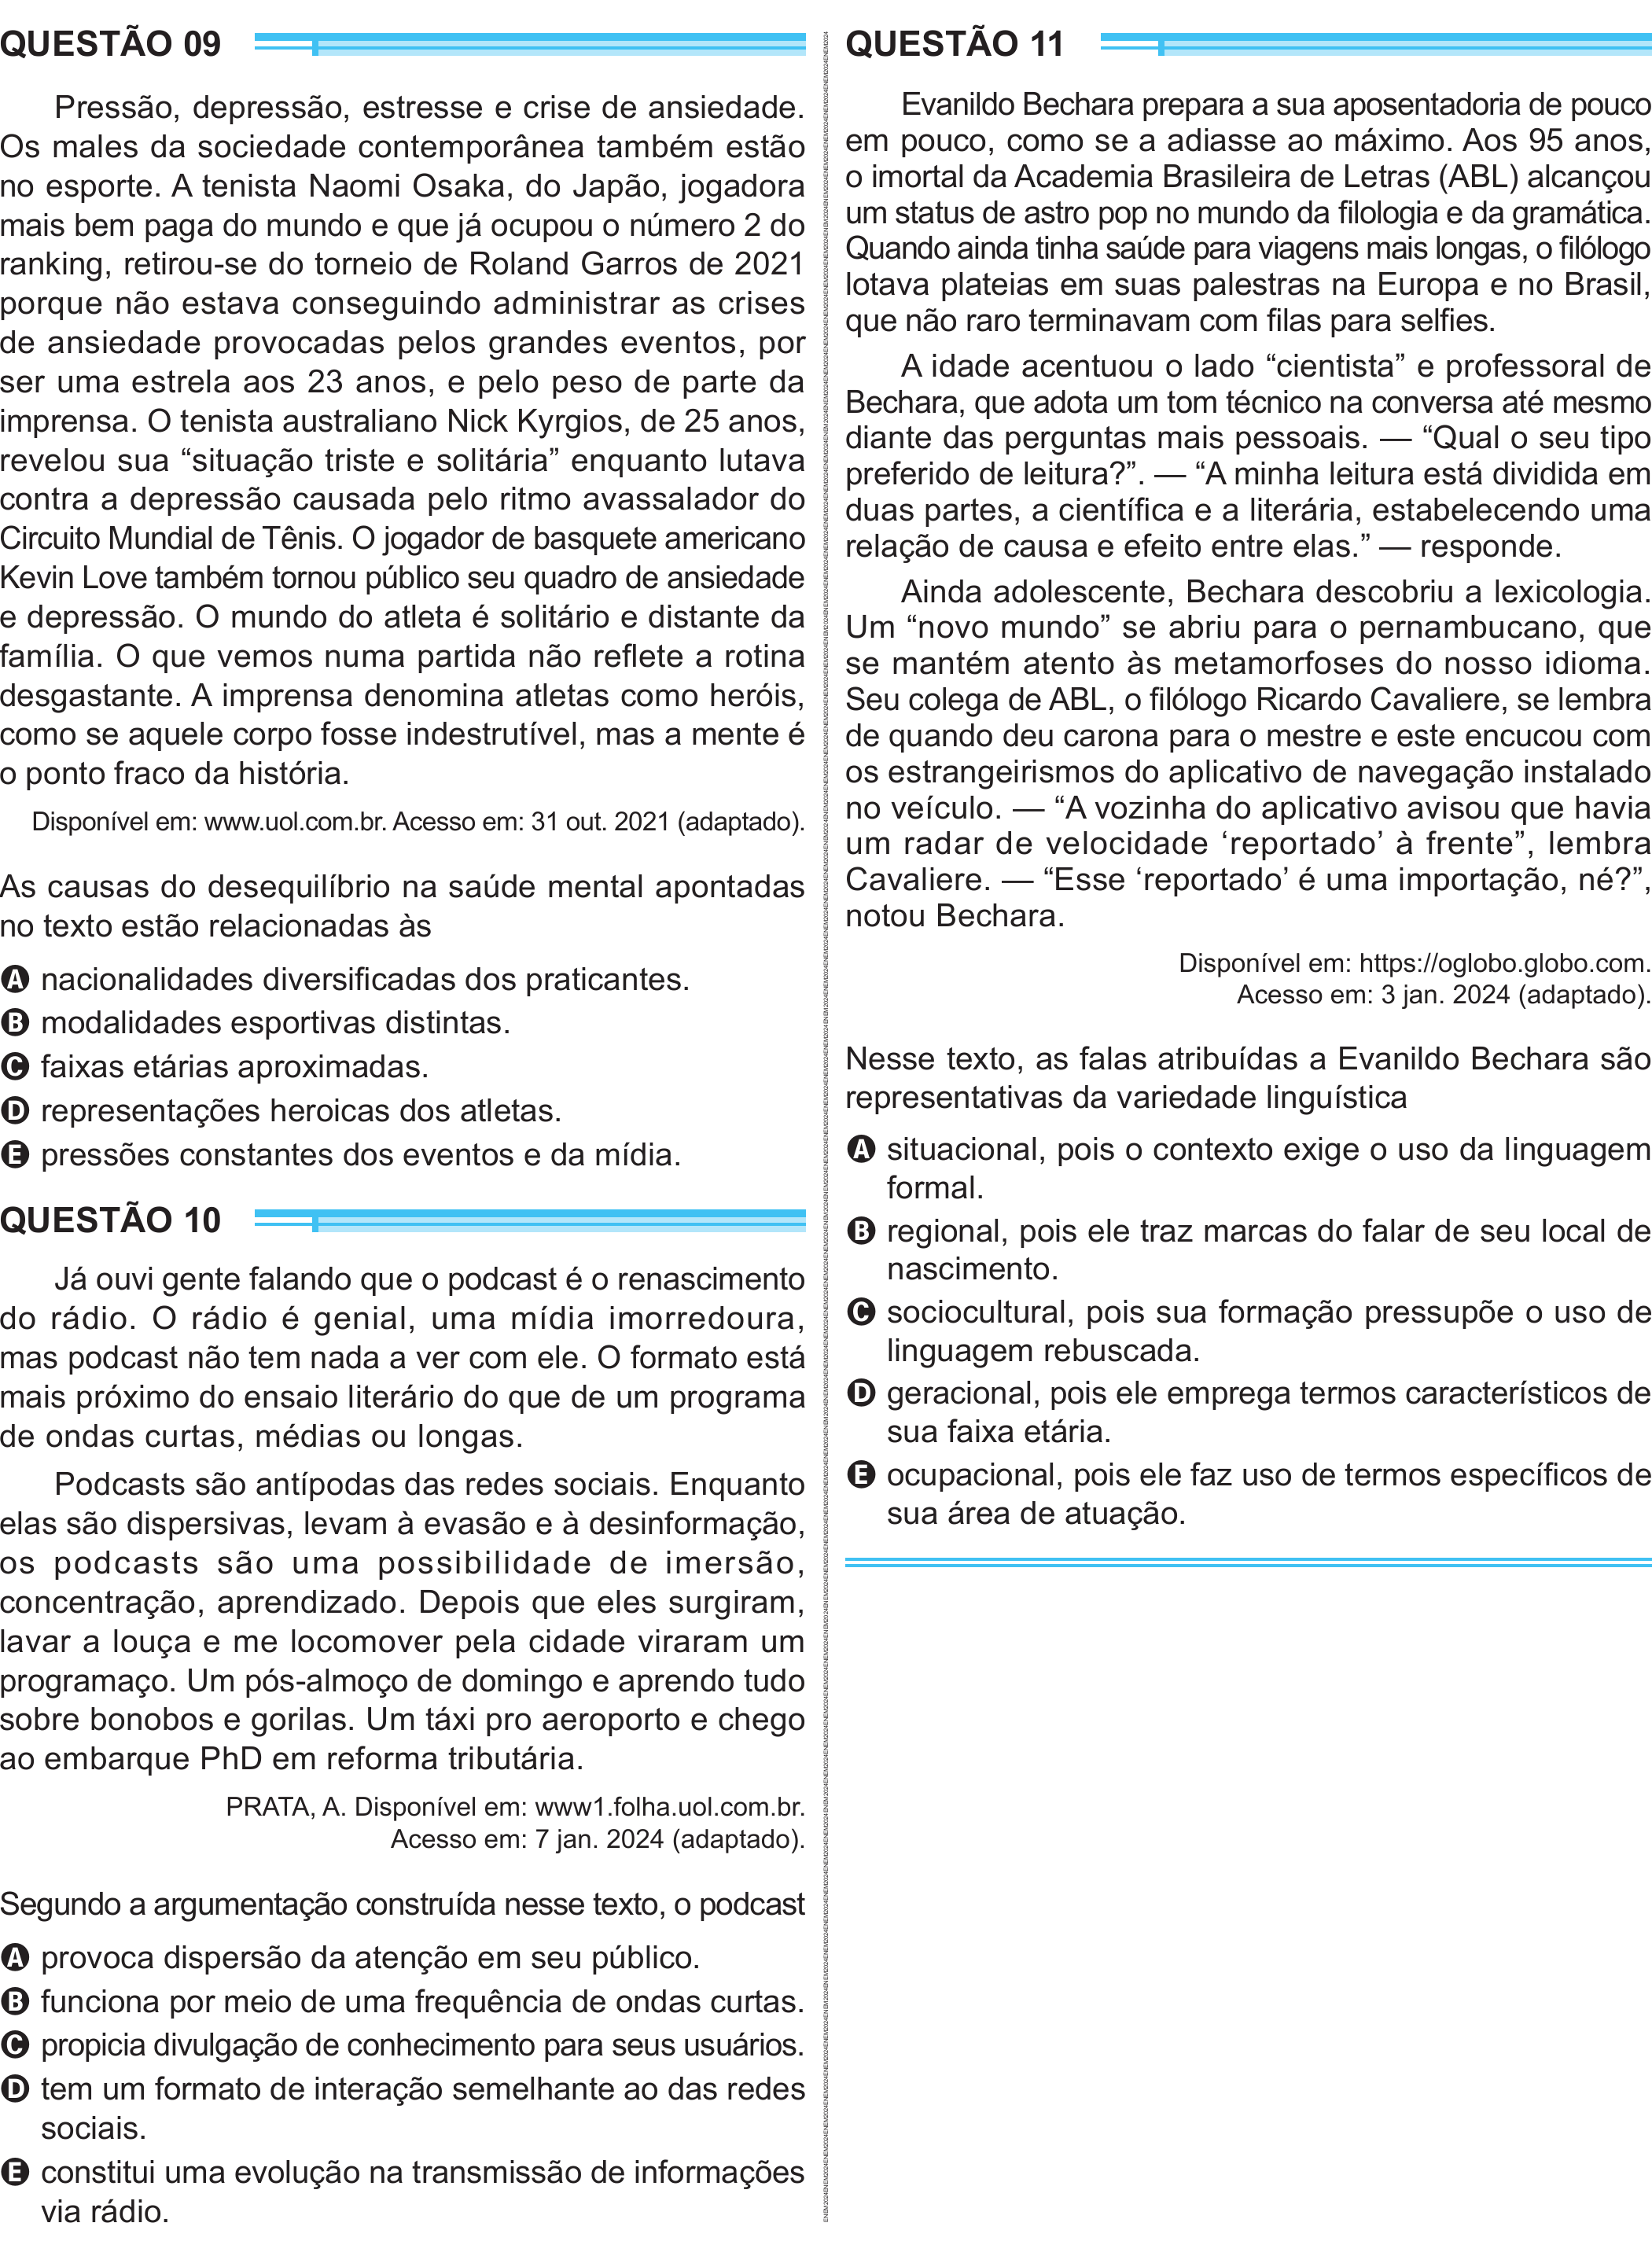 QUESTÃO 09
Pressão, depressão, estresse e crise de ansiedade.
Os males da sociedade contemporânea também estão
no esporte. A tenista Naomi Osaka, do Japão, jogadora
mais bem paga do mundo e que já ocupou o número 2 do
ranking, retirou-se do torneio de Roland Garros de 2021
porque não estava conseguindo administrar as crises
de ansiedade provocadas pelos grandes eventos, por
ser uma estrela aos 23 anos, e pelo peso de parte da
imprensa. O tenista australiano Nick Kyrgios, de 25 anos,
revelou sua “situação triste e solitária” enquanto lutava
contra a depressão causada pelo ritmo avassalador do
Circuito Mundial de Tênis. O jogador de basquete americano
Kevin Love também tornou público seu quadro de ansiedade
e depressão. O mundo do atleta é solitário e distante da
família. O que vemos numa partida não reflete a rotina
desgastante. A imprensa denomina atletas como heróis,
como se aquele corpo fosse indestrutível, mas a mente é
o ponto fraco da história.
Disponível em: www.uol.com.br. Acesso em: 31 out. 2021 (adaptado).
As causas do desequilíbrio na saúde mental apontadas
no texto estão relacionadas às
A nacionalidades diversificadas dos praticantes.
B modalidades esportivas distintas.
C faixas etárias aproximadas.
D representações heroicas dos atletas.
E pressões constantes dos eventos e da mídia.
QUESTÃO 10
Já ouvi gente falando que o podcast é o renascimento
do rádio. O rádio é genial, uma mídia imorredoura,
mas podcast não tem nada a ver com ele. O formato está
mais próximo do ensaio literário do que de um programa
de ondas curtas, médias ou longas.
Podcasts são antípodas das redes sociais. Enquanto
elas são dispersivas, levam à evasão e à desinformação,
os podcasts são uma possibilidade de imersão,
concentração, aprendizado. Depois que eles surgiram,
lavar a louça e me locomover pela cidade viraram um
programaço. Um pós-almoço de domingo e aprendo tudo
sobre bonobos e gorilas. Um táxi pro aeroporto e chego
ao embarque PhD em reforma tributária.
PRATA, A. Disponível em: www1.folha.uol.com.br.
Acesso em: 7 jan. 2024 (adaptado).
Segundo a argumentação construída nesse texto, o podcast
A provoca dispersão da atenção em seu público.
B funciona por meio de uma frequência de ondas curtas.
C propicia divulgação de conhecimento para seus usuários.
D tem um formato de interação semelhante ao das redes
sociais.
E constitui uma evolução na transmissão de informações
via rádio.
QUESTÃO 11
Evanildo Bechara prepara a sua aposentadoria de pouco
em pouco, como se a adiasse ao máximo. Aos 95 anos,
o imortal da Academia Brasileira de Letras (ABL) alcançou
um status de astro pop no mundo da filologia e da gramática.
Quando ainda tinha saúde para viagens mais longas, o filólogo
lotava plateias em suas palestras na Europa e no Brasil,
que não raro terminavam com filas para selfies.
A idade acentuou o lado “cientista” e professoral de
Bechara, que adota um tom técnico na conversa até mesmo
diante das perguntas mais pessoais. — “Qual o seu tipo
preferido de leitura?”. — “A minha leitura está dividida em
duas partes, a científica e a literária, estabelecendo uma
relação de causa e efeito entre elas.” — responde.
Ainda adolescente, Bechara descobriu a lexicologia.
Um “novo mundo” se abriu para o pernambucano, que
se mantém atento às metamorfoses do nosso idioma.
Seu colega de ABL, o filólogo Ricardo Cavaliere, se lembra
de quando deu carona para o mestre e este encucou com
os estrangeirismos do aplicativo de navegação instalado
no veículo. — “A vozinha do aplicativo avisou que havia
um radar de velocidade ‘reportado’ à frente”, lembra
Cavaliere. — “Esse ‘reportado’ é uma importação, né?”,
notou Bechara.
Disponível em: https://oglobo.globo.com.
Acesso em: 3 jan. 2024 (adaptado).
Nesse texto, as falas atribuídas a Evanildo Bechara são
representativas da variedade linguística
A situacional, pois o contexto exige o uso da linguagem
formal.
B regional, pois ele traz marcas do falar de seu local de
nascimento.
C sociocultural, pois sua formação pressupõe o uso de
linguagem rebuscada.
D geracional, pois ele emprega termos característicos de
sua faixa etária.
E ocupacional, pois ele faz uso de termos específicos de
sua área de atuação.